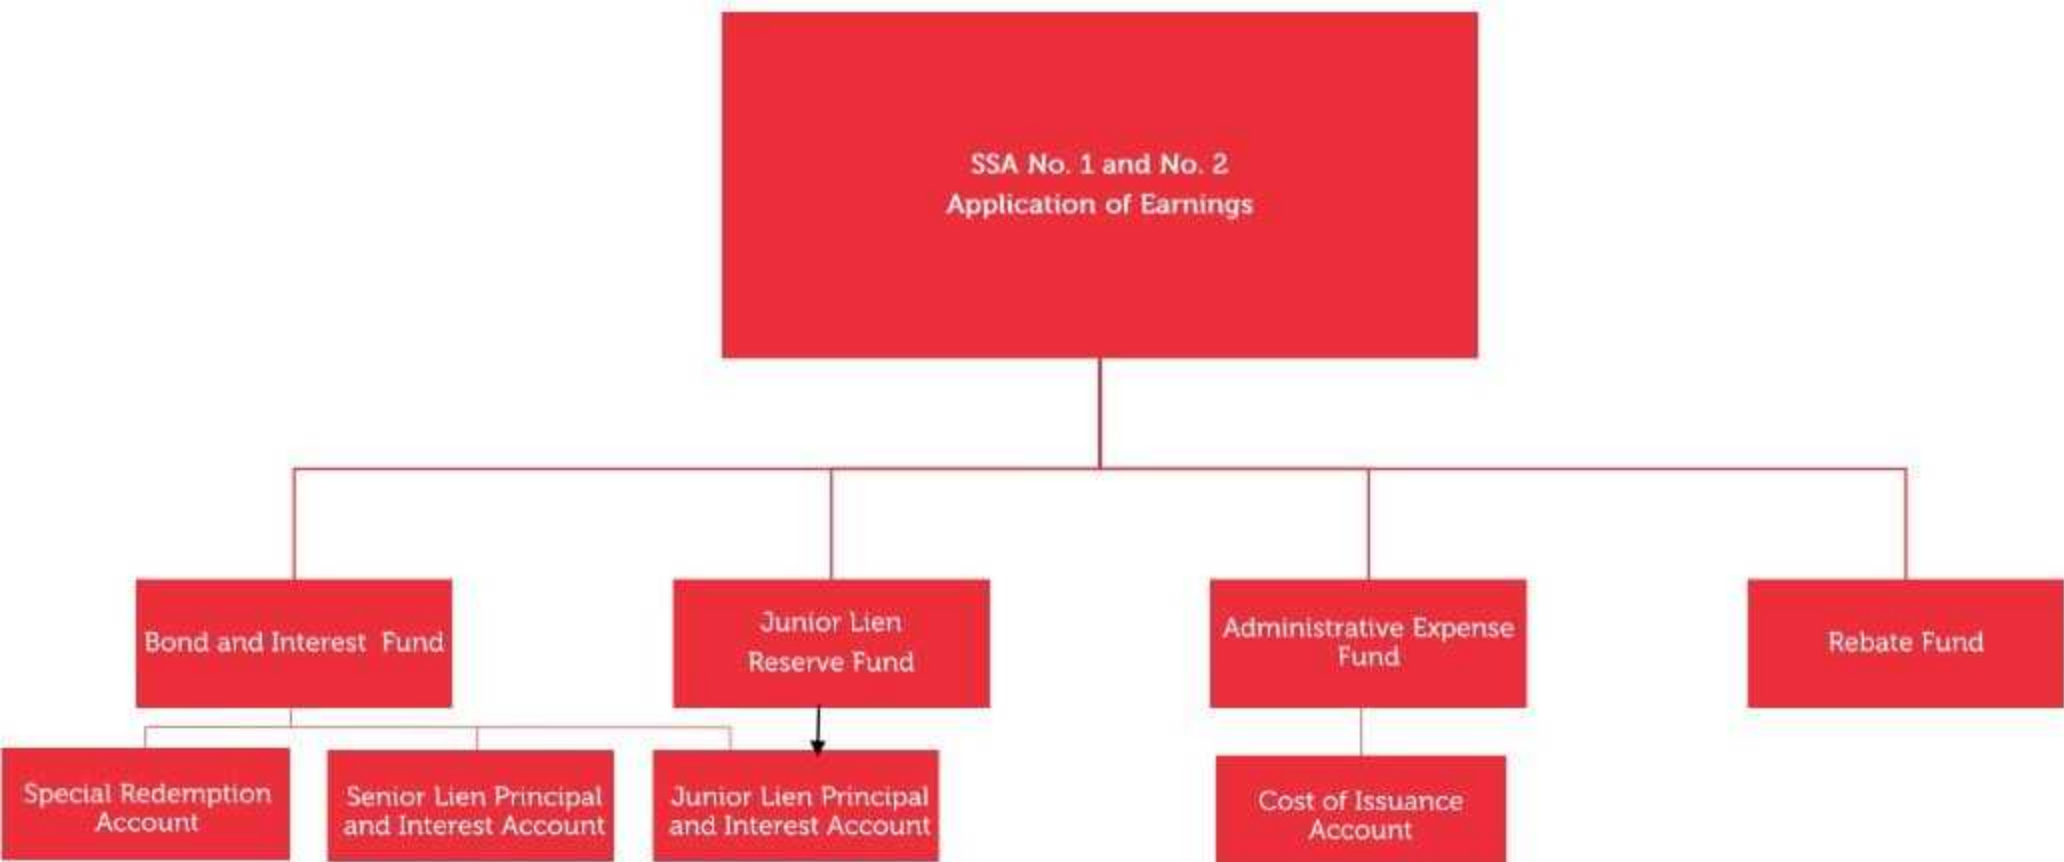 SSA No. 1 and No. 2
Application of Earnings
Bond and Interest Fund
Junior Lien
Reserve Fund
Administrative Expense
Fund
Rebate Fund
Special Redemption
Account
Senior Lien Principal
and Interest Account
Junior Lien Principal
and Interest Account
Cost of Issuance
Account